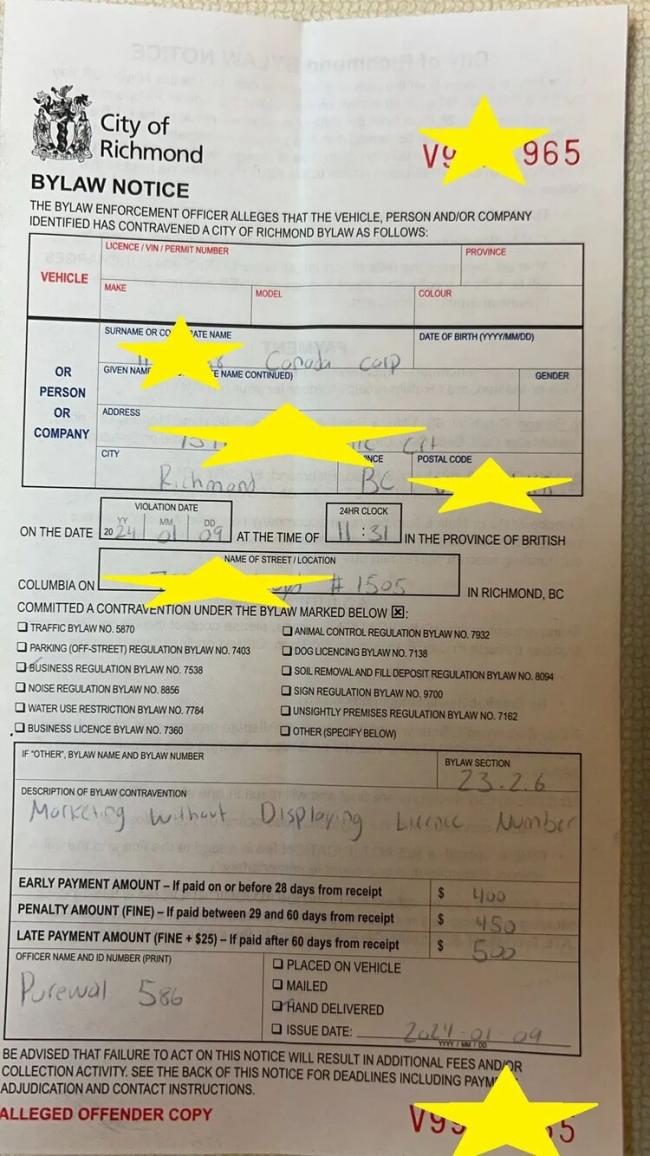 City of
Richmond
V9 965
BYLAW NOTICE
THE BYLAW ENFORCEMENT OFFICER ALLEGES THAT THE VEHICLE, PERSON AND/OR COMPANY
IDENTIFIED HAS CONTRAVENED A CITY OF RICHMOND BYLAW AS FOLLOWS:
VEHICLE
LICENCE / VIN / PERMIT NUMBER PROVINCE
MAKE MODEL COLOUR
OR
PERSON
OR
COMPANY
SURNAME OR CO ATE NAME DATE OF BIRTH (YYYY/MM/DD)
Canada Corp
GIVEN NAME TE NAME CONTINUED) GENDER
ADDRESS
CITY NCE POSTAL CODE
Richmond BC
VIOLATION DATE 24HR CLOCK
YY MM DD
ON THE DATE 2024 01 09 AT THE TIME OF 11:31 IN THE PROVINCE OF BRITISH
NAME OF STREET / LOCATION
COLUMBIA ON # 1505 IN RICHMOND, BC
COMMITTED A CONTRAVENTION UNDER THE BYLAW MARKED BELOW ☒:
☐ TRAFFIC BYLAW NO. 5870 ☐ ANIMAL CONTROL REGULATION BYLAW NO. 7932
☐ PARKING (OFF-STREET) REGULATION BYLAW NO. 7403 ☐ DOG LICENCING BYLAW NO. 7138
☐ BUSINESS REGULATION BYLAW NO. 7538 ☐ SOIL REMOVAL AND FILL DEPOSIT REGULATION BYLAW NO. 8094
☐ NOISE REGULATION BYLAW NO. 8856 ☐ SIGN REGULATION BYLAW NO. 9700
☐ WATER USE RESTRICTION BYLAW NO. 7784 ☐ UNSIGHTLY PREMISES REGULATION BYLAW NO. 7162
☐ BUSINESS LICENCE BYLAW NO. 7360 ☐ OTHER (SPECIFY BELOW)
IF "OTHER", BYLAW NAME AND BYLAW NUMBER BYLAW SECTION
23.2.6
DESCRIPTION OF BYLAW CONTRAVENTION
Marketing without Displaying Licence Number
EARLY PAYMENT AMOUNT – If paid on or before 28 days from receipt $ 400
PENALTY AMOUNT (FINE) – If paid between 29 and 60 days from receipt $ 450
LATE PAYMENT AMOUNT (FINE + $25) – If paid after 60 days from receipt $ 500
OFFICER NAME AND ID NUMBER (PRINT)
Purewal 586
☐ PLACED ON VEHICLE
☐ MAILED
☐ HAND DELIVERED
☐ ISSUE DATE: 2024-01-09
YYYY / MM / DD
BE ADVISED THAT FAILURE TO ACT ON THIS NOTICE WILL RESULT IN ADDITIONAL FEES AND/OR
COLLECTION ACTIVITY. SEE THE BACK OF THIS NOTICE FOR DEADLINES INCLUDING PAYM
ADJUDICATION AND CONTACT INSTRUCTIONS.
ALLEGED OFFENDER COPY V99 5